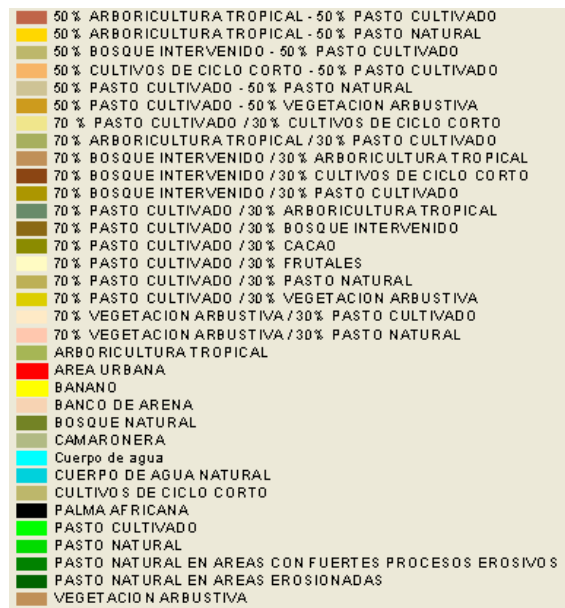 50 % ARBORICULTURA TROPICAL - 50 % PASTO CULTIVADO
50 % ARBORICULTURA TROPICAL - 50 % PASTO NATURAL
50 % BOSQUE INTERVENIDO - 50 % PASTO CULTIVADO
50 % CULTIVOS DE CICLO CORTO - 50 % PASTO CULTIVADO
50 % PASTO CULTIVADO - 50 % PASTO NATURAL
50 % PASTO CULTIVADO - 50 % VEGETACION ARBUSTIVA
70 % PASTO CULTIVADO / 30 % CULTIVOS DE CICLO CORTO
70 % ARBORICULTURA TROPICAL / 30 % PASTO CULTIVADO
70 % BOSQUE INTERVENIDO / 30 % ARBORICULTURA TROPICAL
70 % BOSQUE INTERVENIDO / 30 % CULTIVOS DE CICLO CORTO
70 % BOSQUE INTERVENIDO / 30 % PASTO CULTIVADO
70 % PASTO CULTIVADO / 30 % ARBORICULTURA TROPICAL
70 % PASTO CULTIVADO / 30 % BOSQUE INTERVENIDO
70 % PASTO CULTIVADO / 30 % CACAO
70 % PASTO CULTIVADO / 30 % FRUTALES
70 % PASTO CULTIVADO / 30 % PASTO NATURAL
70 % PASTO CULTIVADO / 30 % VEGETACION ARBUSTIVA
70 % VEGETACION ARBUSTIVA / 30% PASTO CULTIVADO
70 % VEGETACION ARBUSTIVA / 30% PASTO NATURAL
ARBORICULTURA TROPICAL
AREA URBANA
BANANO
BANCO DE ARENA
BOSQUE NATURAL
CAMARONERA
Cuerpo de agua
CUERPO DE AGUA NATURAL
CULTIVOS DE CICLO CORTO
PALMA AFRICANA
PASTO CULTIVADO
PASTO NATURAL
PASTO NATURAL EN AREAS CON FUERTES PROCESOS EROSIVOS
PASTO NATURAL EN AREAS EROSIONADAS
VEGETACION ARBUSTIVA